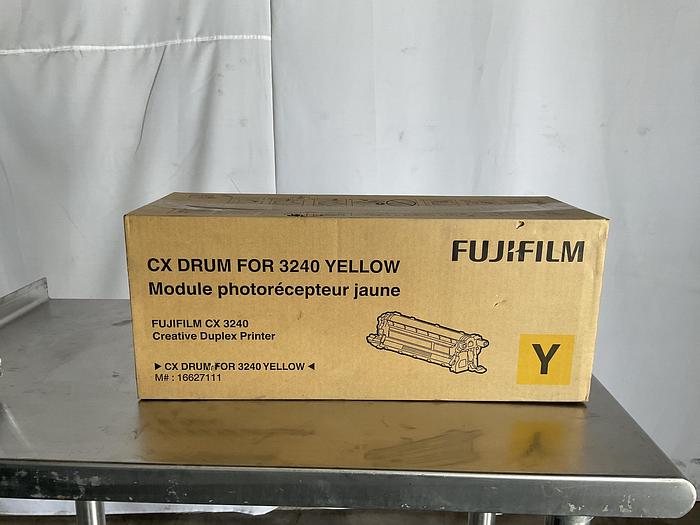 FUJIFILM
CX DRUM FOR 3240 YELLOW
Module photorécepteur jaune
FUJIFILM CX 3240
Creative Duplex Printer
►CX DRUM FOR 3240 YELLOW◄
M# : 16627111
Y